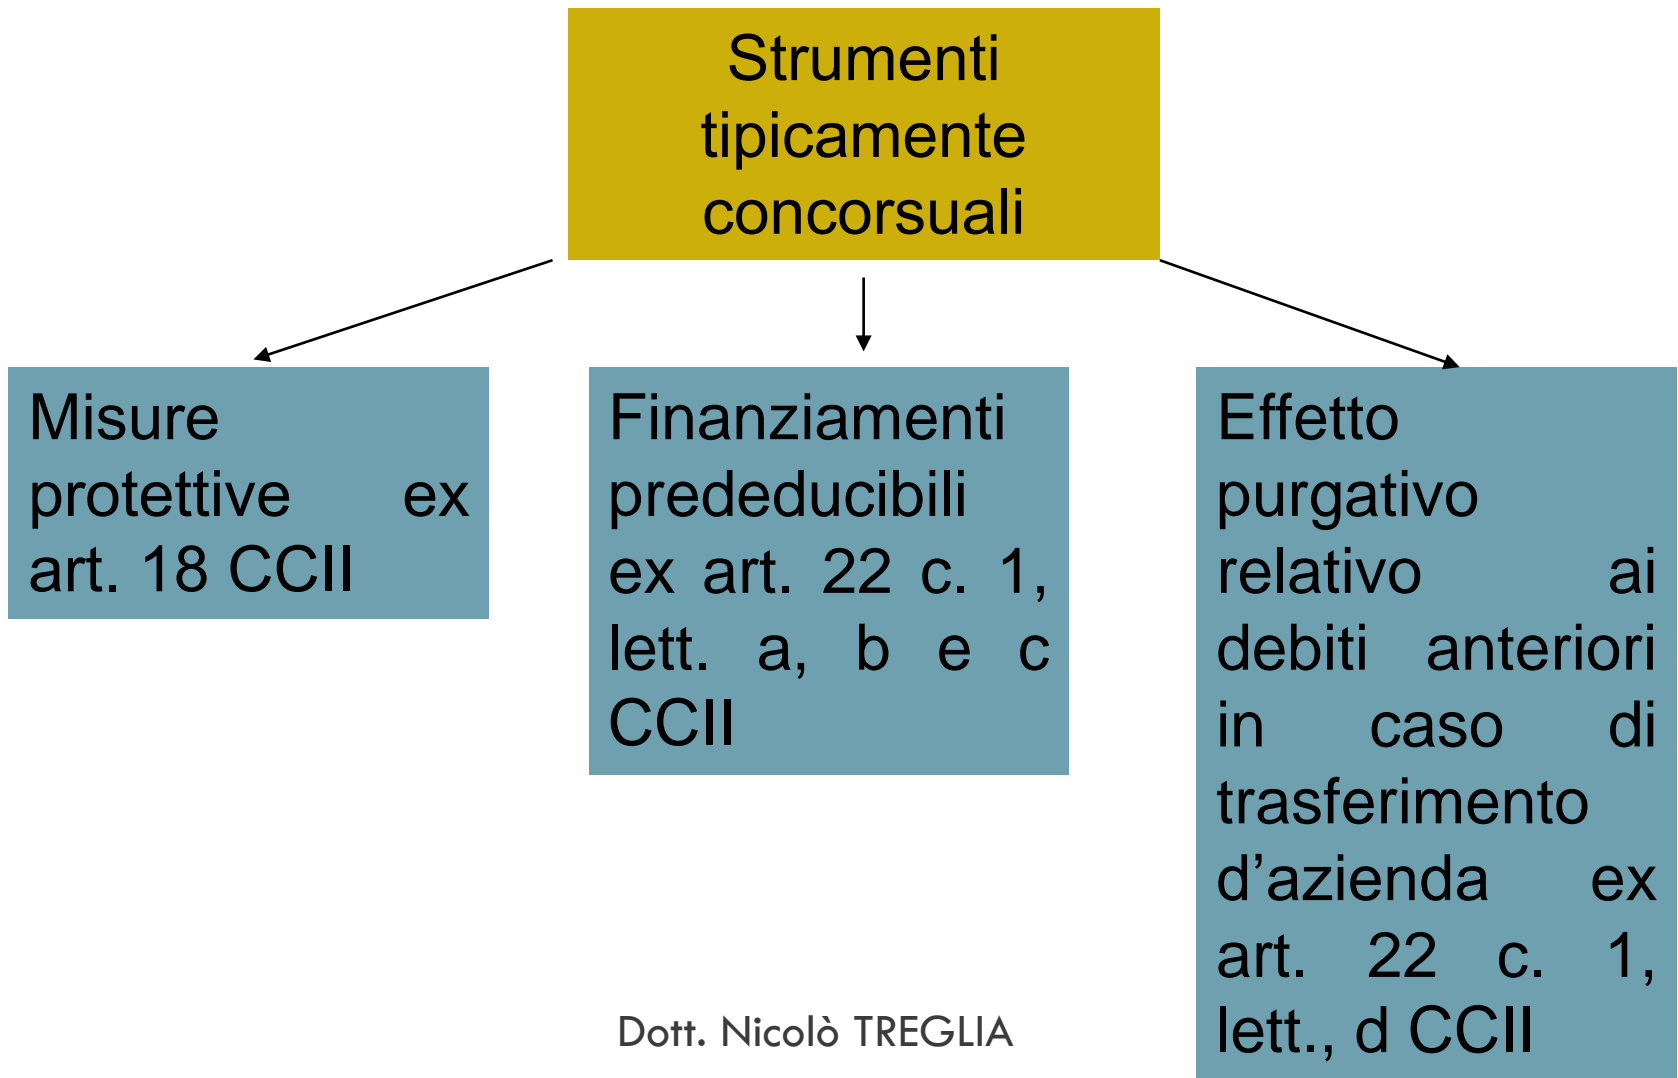 Strumenti
tipicamente
concorsuali
Misure
protettive ex
art. 18 CCII
Finanziamenti
prededucibili
ex art. 22 c. 1,
lett. a, b e c
CCII
Effetto
purgativo
relativo ai
debiti anteriori
in caso di
trasferimento
d’azienda ex
art. 22 c. 1,
lett., d CCII
Dott. Nicolò TREGLIA